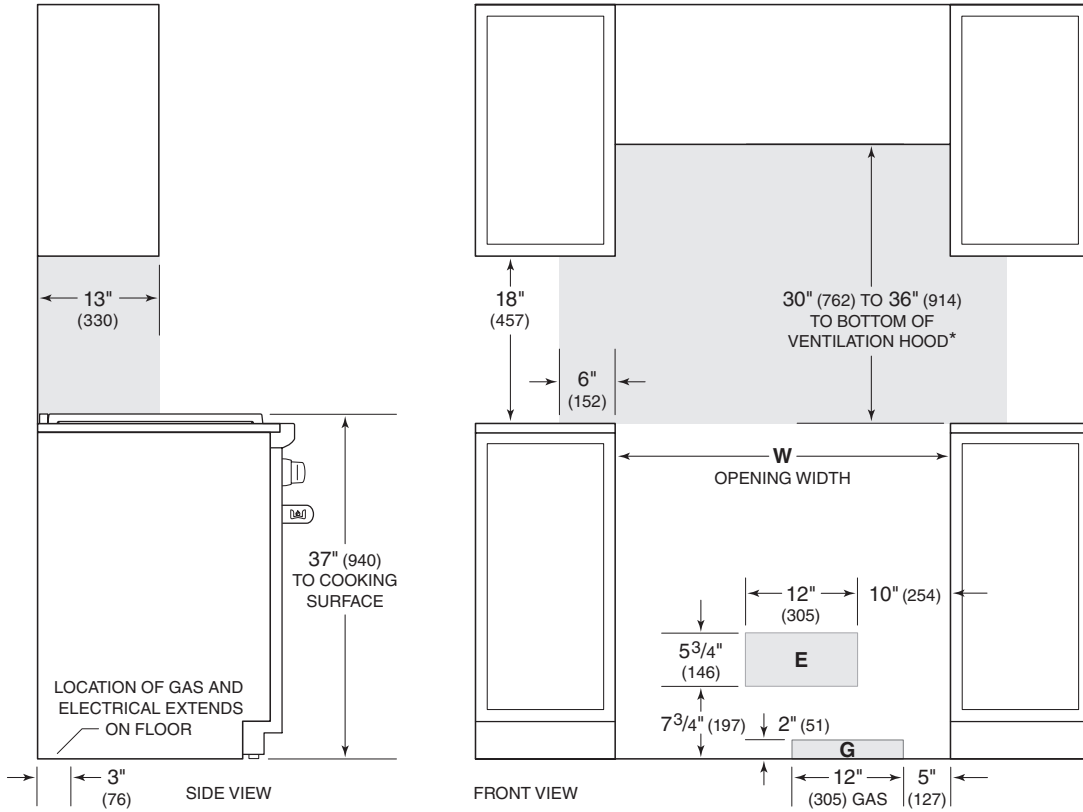 13"
(330)
37" (940)
TO COOKING
SURFACE
LOCATION OF GAS AND
ELECTRICAL EXTENDS
ON FLOOR
3"
(76)
SIDE VIEW
18"
(457)
30" (762) TO 36" (914)
TO BOTTOM OF
VENTILATION HOOD*
6"
(152)
W
OPENING WIDTH
12"
(305)
10" (254)
5 3/4"
(146)
E
7 3/4" (197)
2" (51)
G
12"
(305) GAS
5"
(127)
FRONT VIEW